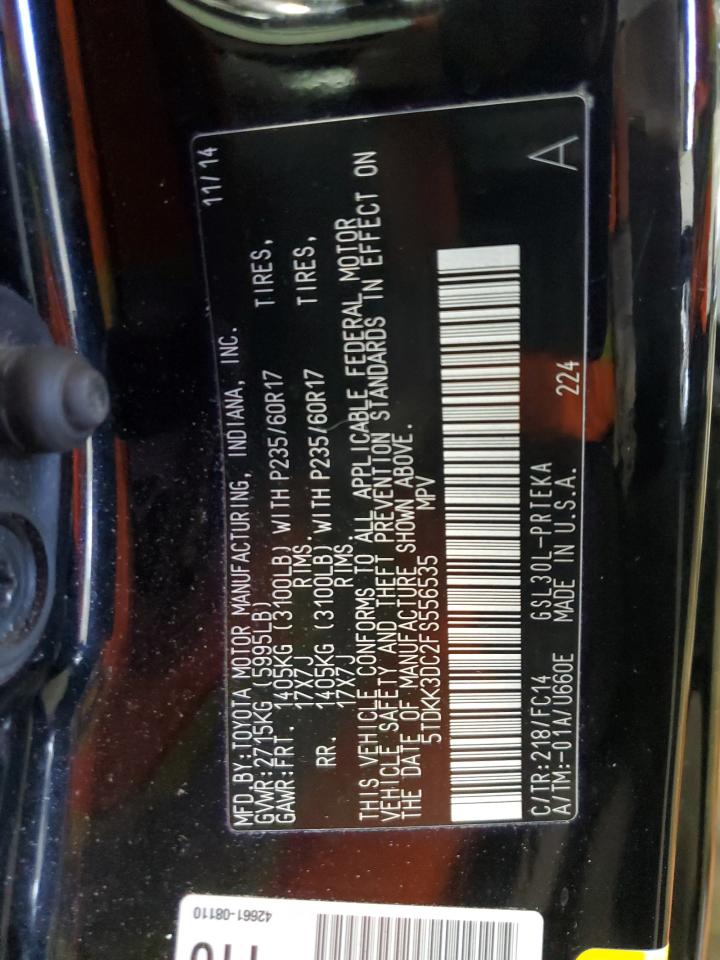 11/14
MFD.BY:TOYOTA MOTOR MANUFACTURING, INDIANA, INC.
GVWR:2715KG (5995LB)
GAWR:FRT. 1405KG (3100LB) WITH P235/60R17 TIRES,
17X7J RIMS.
RR. 1405KG (3100LB) WITH P235/60R17 TIRES,
17X7J RIMS
THIS VEHICLE CONFORMS TO ALL APPLICABLE FEDERAL MOTOR
VEHICLE SAFETY AND THEFT PREVENTION STANDARDS IN EFFECT ON
THE DATE OF MANUFACTURE SHOWN ABOVE.
5TDKK3DC2FS556535 MPV
C/TR:218/FC14 GSL30L-PRTEKA 224 A
A/TM:-01A/U660E MADE IN U.S.A.
42661-08110